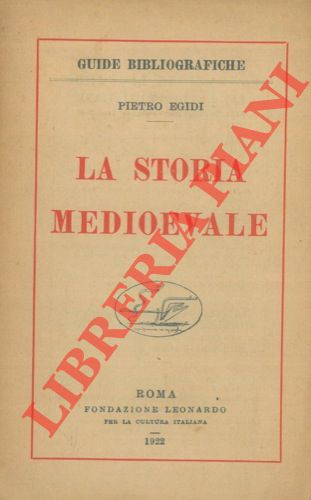 GUIDE BIBLIOGRAFICHE
PIETRO EGIDI
LA STORIA
MEDIOEVALE
ROMA
FONDAZIONE LEONARDO
PER LA CULTURA ITALIANA
1922
LIBRERIA PIANI